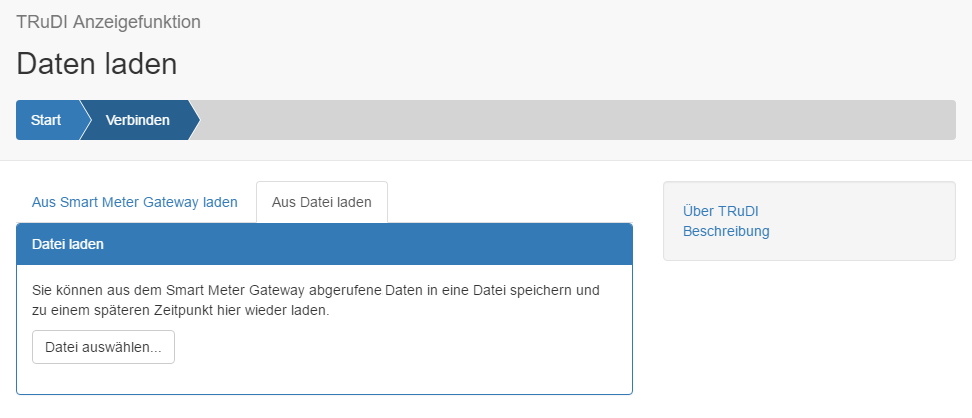 TRuDI Anzeigefunktion
Daten laden
Start
Verbinden
Aus Smart Meter Gateway laden
Aus Datei laden
Datei laden
Sie können aus dem Smart Meter Gateway abgerufene Daten in eine Datei speichern und
zu einem späteren Zeitpunkt hier wieder laden.
Datei auswählen...
Über TRuDI
Beschreibung